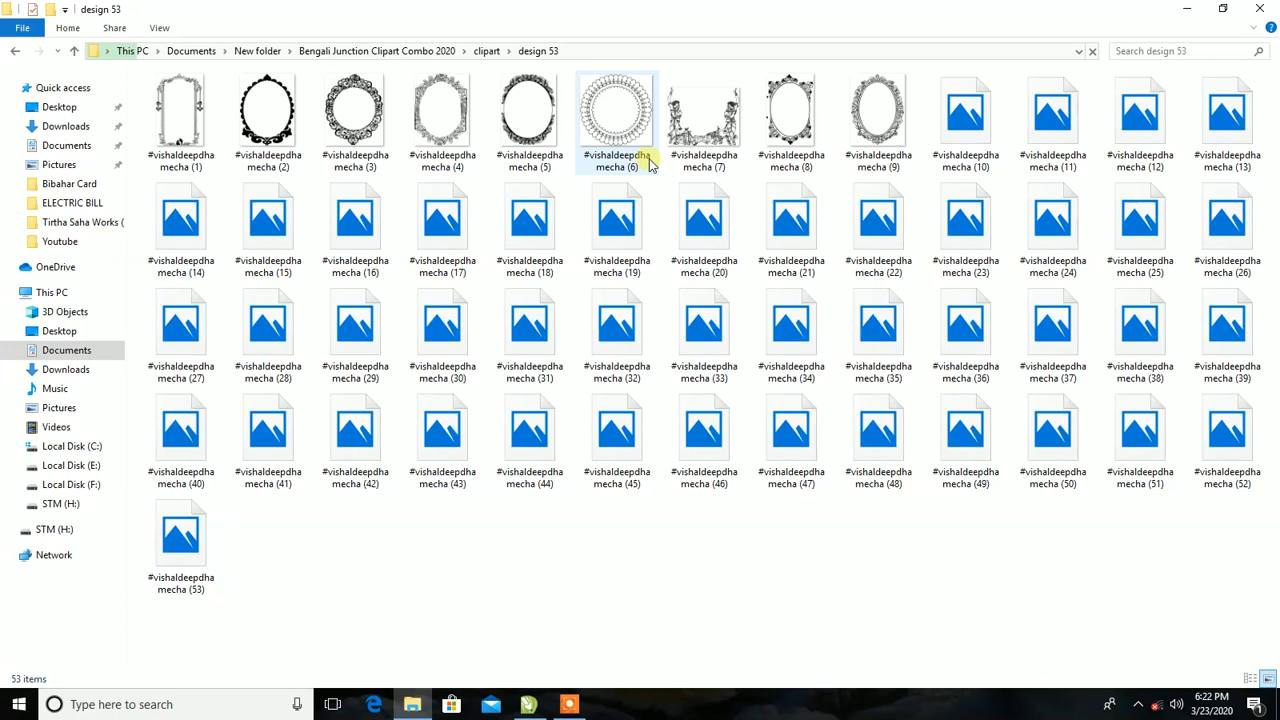 design 53
File
Home
Share
View
This PC
Documents
New folder
Bengali Junction Clipart Combo 2020
clipart
design 53
Search design 53
Quick access
Desktop
Downloads
Documents
Pictures
Bibahar Card
ELECTRIC BILL
Tirtha Saha Works (
Youtube
OneDrive
This PC
3D Objects
Desktop
Documents
Downloads
Music
Pictures
Videos
Local Disk (C:)
Local Disk (E:)
Local Disk (F:)
STM (H:)
STM (H:)
Network
#vishaldeepdha
mecha (1)
#vishaldeepdha
mecha (2)
#vishaldeepdha
mecha (3)
#vishaldeepdha
mecha (4)
#vishaldeepdha
mecha (5)
#vishaldeepdha
mecha (6)
#vishaldeepdha
mecha (7)
#vishaldeepdha
mecha (8)
#vishaldeepdha
mecha (9)
#vishaldeepdha
mecha (10)
#vishaldeepdha
mecha (11)
#vishaldeepdha
mecha (12)
#vishaldeepdha
mecha (13)
#vishaldeepdha
mecha (14)
#vishaldeepdha
mecha (15)
#vishaldeepdha
mecha (16)
#vishaldeepdha
mecha (17)
#vishaldeepdha
mecha (18)
#vishaldeepdha
mecha (19)
#vishaldeepdha
mecha (20)
#vishaldeepdha
mecha (21)
#vishaldeepdha
mecha (22)
#vishaldeepdha
mecha (23)
#vishaldeepdha
mecha (24)
#vishaldeepdha
mecha (25)
#vishaldeepdha
mecha (26)
#vishaldeepdha
mecha (27)
#vishaldeepdha
mecha (28)
#vishaldeepdha
mecha (29)
#vishaldeepdha
mecha (30)
#vishaldeepdha
mecha (31)
#vishaldeepdha
mecha (32)
#vishaldeepdha
mecha (33)
#vishaldeepdha
mecha (34)
#vishaldeepdha
mecha (35)
#vishaldeepdha
mecha (36)
#vishaldeepdha
mecha (37)
#vishaldeepdha
mecha (38)
#vishaldeepdha
mecha (39)
#vishaldeepdha
mecha (40)
#vishaldeepdha
mecha (41)
#vishaldeepdha
mecha (42)
#vishaldeepdha
mecha (43)
#vishaldeepdha
mecha (44)
#vishaldeepdha
mecha (45)
#vishaldeepdha
mecha (46)
#vishaldeepdha
mecha (47)
#vishaldeepdha
mecha (48)
#vishaldeepdha
mecha (49)
#vishaldeepdha
mecha (50)
#vishaldeepdha
mecha (51)
#vishaldeepdha
mecha (52)
#vishaldeepdha
mecha (53)
53 items
Type here to search
6:22 PM
3/23/2020